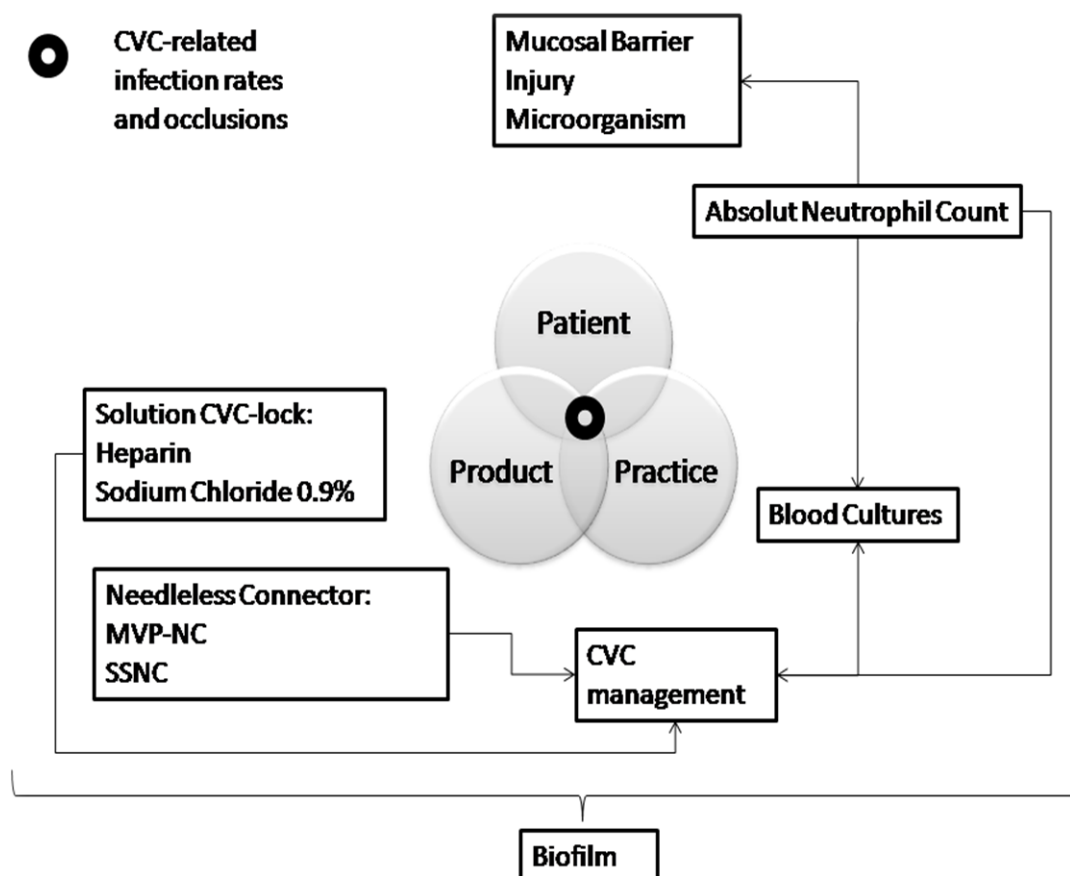 CVC-related
infection rates
and occlusions
Mucosal Barrier
Injury
Microorganism
Absolut Neutrophil Count
Patient
Product
Practice
Solution CVC-lock:
Heparin
Sodium Chloride 0.9%
Blood Cultures
Needleless Connector:
MVP-NC
SSNC
CVC
management
Biofilm